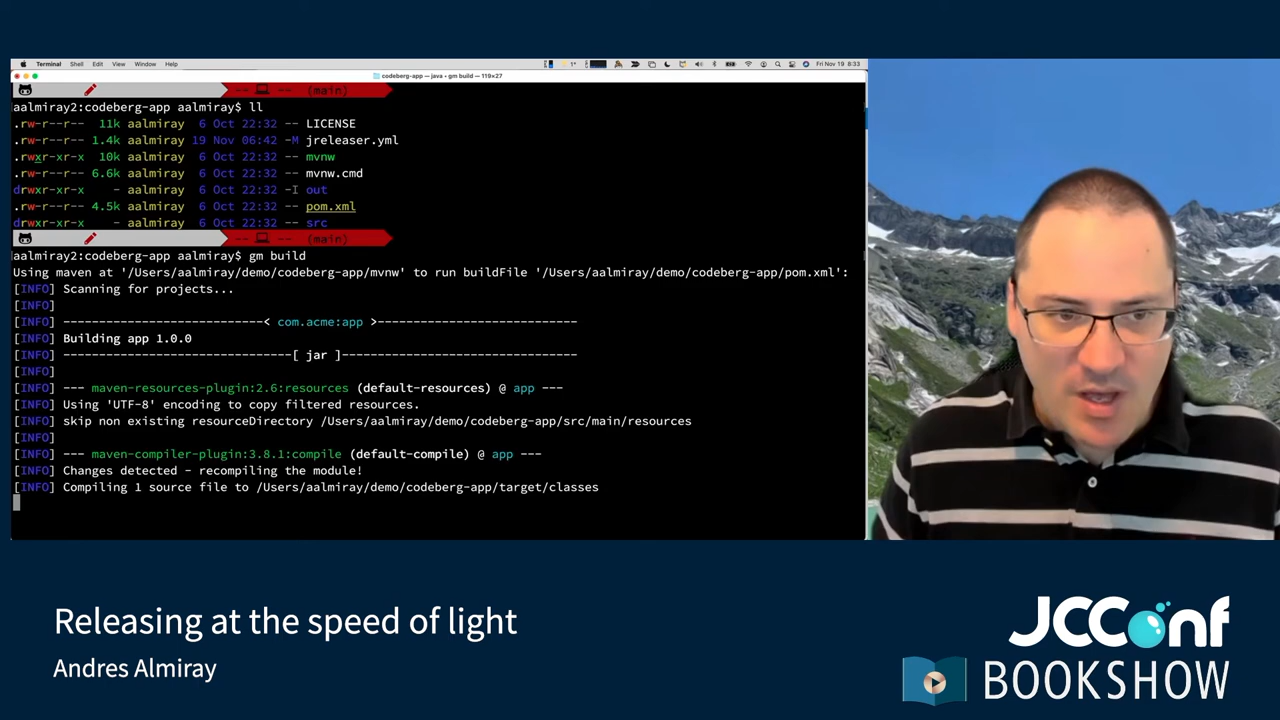 Terminal Shell Edit View Window Help Fri Nov 19 8:33
codeberg-app — java • gm build — 119×27
-- -- (main)
aalmiray2:codeberg-app aalmiray$ ll
.rw-r--r-- 11k aalmiray 6 Oct 22:32 -- LICENSE
.rw-r--r-- 1.4k aalmiray 19 Nov 06:42 -M jreleaser.yml
.rwxr-xr-x 10k aalmiray 6 Oct 22:32 -- mvnw
.rw-r--r-- 6.6k aalmiray 6 Oct 22:32 -- mvnw.cmd
drwxr-xr-x - aalmiray 6 Oct 22:32 -I out
.rw-r--r-- 4.5k aalmiray 6 Oct 22:32 -- pom.xml
drwxr-xr-x - aalmiray 6 Oct 22:32 -- src
-- -- (main)
aalmiray2:codeberg-app aalmiray$ gm build
Using maven at '/Users/aalmiray/demo/codeberg-app/mvnw' to run buildFile '/Users/aalmiray/demo/codeberg-app/pom.xml':
[INFO] Scanning for projects...
[INFO]
[INFO] ----------------------------< com.acme:app >-------------------------------
[INFO] Building app 1.0.0
[INFO] --------------------------------[ jar ]---------------------------------
[INFO]
[INFO] --- maven-resources-plugin:2.6:resources (default-resources) @ app ---
[INFO] Using 'UTF-8' encoding to copy filtered resources.
[INFO] skip non existing resourceDirectory /Users/aalmiray/demo/codeberg-app/src/main/resources
[INFO]
[INFO] --- maven-compiler-plugin:3.8.1:compile (default-compile) @ app ---
[INFO] Changes detected - recompiling the module!
[INFO] Compiling 1 source file to /Users/aalmiray/demo/codeberg-app/target/classes
Releasing at the speed of light
Andres Almiray
JCConf
BOOKSHOW